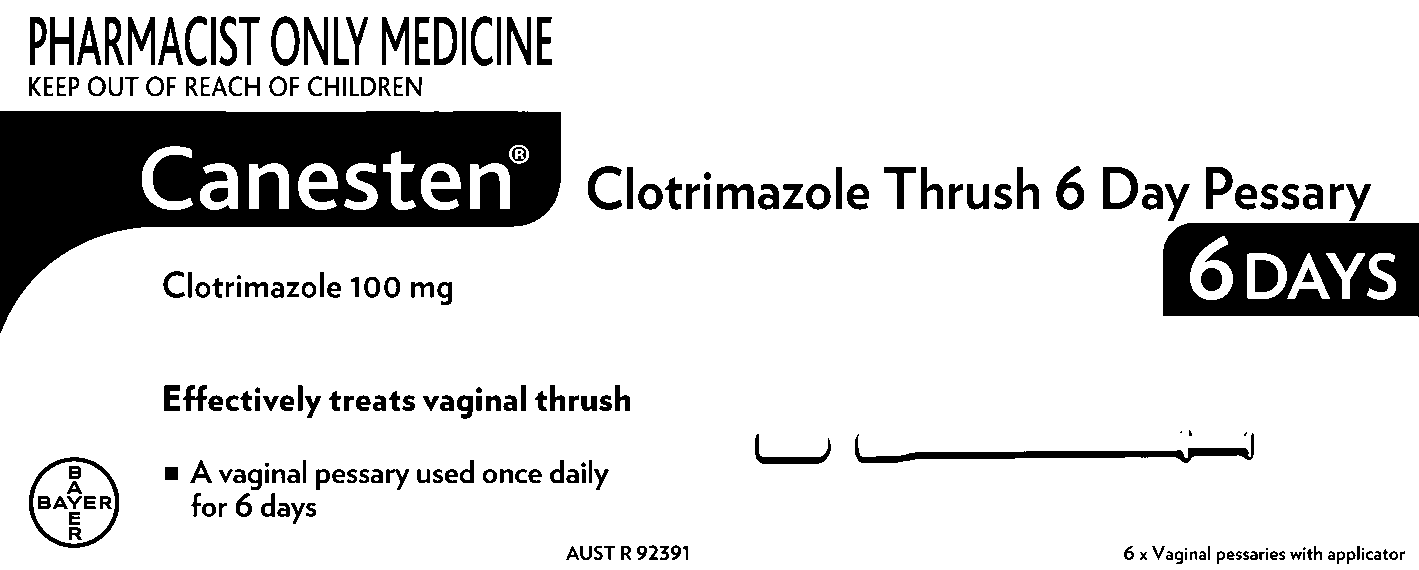 PHARMACIST ONLY MEDICINE
KEEP OUT OF REACH OF CHILDREN
Canesten®
Clotrimazole Thrush 6 Day Pessary
6 DAYS
Clotrimazole 100 mg
Effectively treats vaginal thrush
■ A vaginal pessary used once daily
for 6 days
BAYER
BAYER
AUST R 92391
6 x Vaginal pessaries with applicator